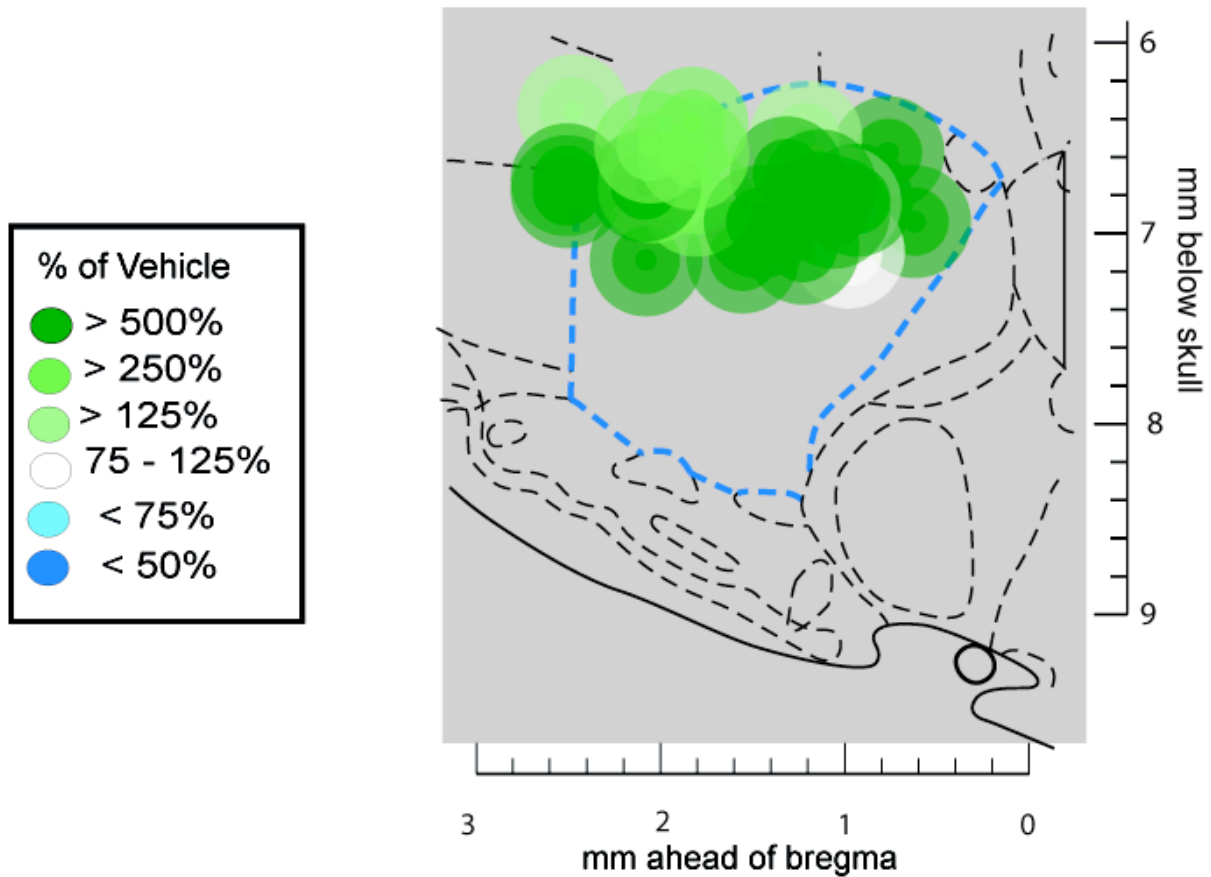 % of Vehicle
> 500%
> 250%
> 125%
75 - 125%
< 75%
< 50%
6
7
8
9
mm below skull
3 2 1 0
mm ahead of bregma